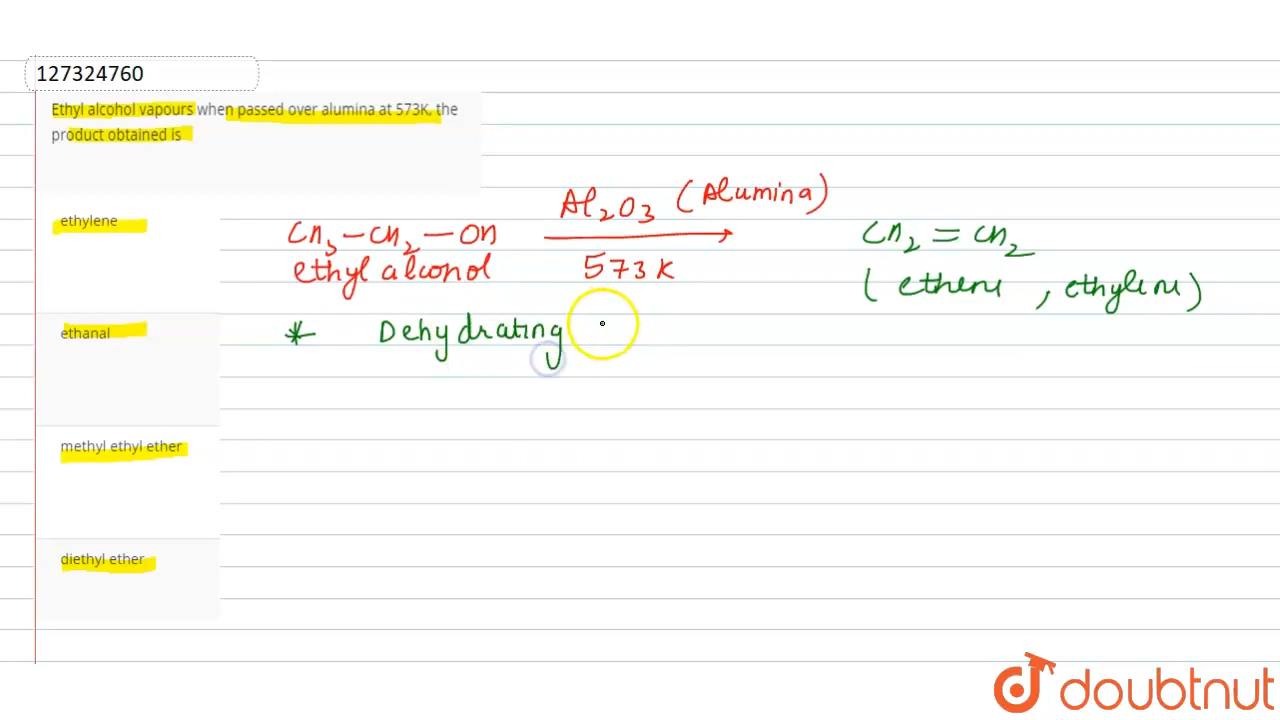 127324760
Ethyl alcohol vapours when passed over alumina at 573K, the
product obtained is
ethylene
ethanal
methyl ethyl ether
diethyl ether
Al2O3 (Alumina)
CH3-CH2-OH
573K
ethyl alcohol
CH2=CH2
(ethene, ethylene)
* Dehydrating
doubtnut